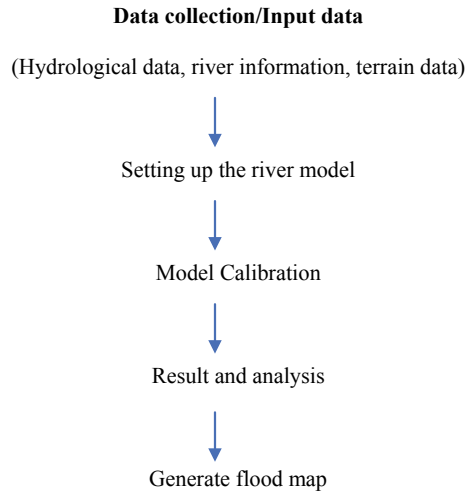 Data collection/Input data
(Hydrological data, river information, terrain data)
Setting up the river model
Model Calibration
Result and analysis
Generate flood map